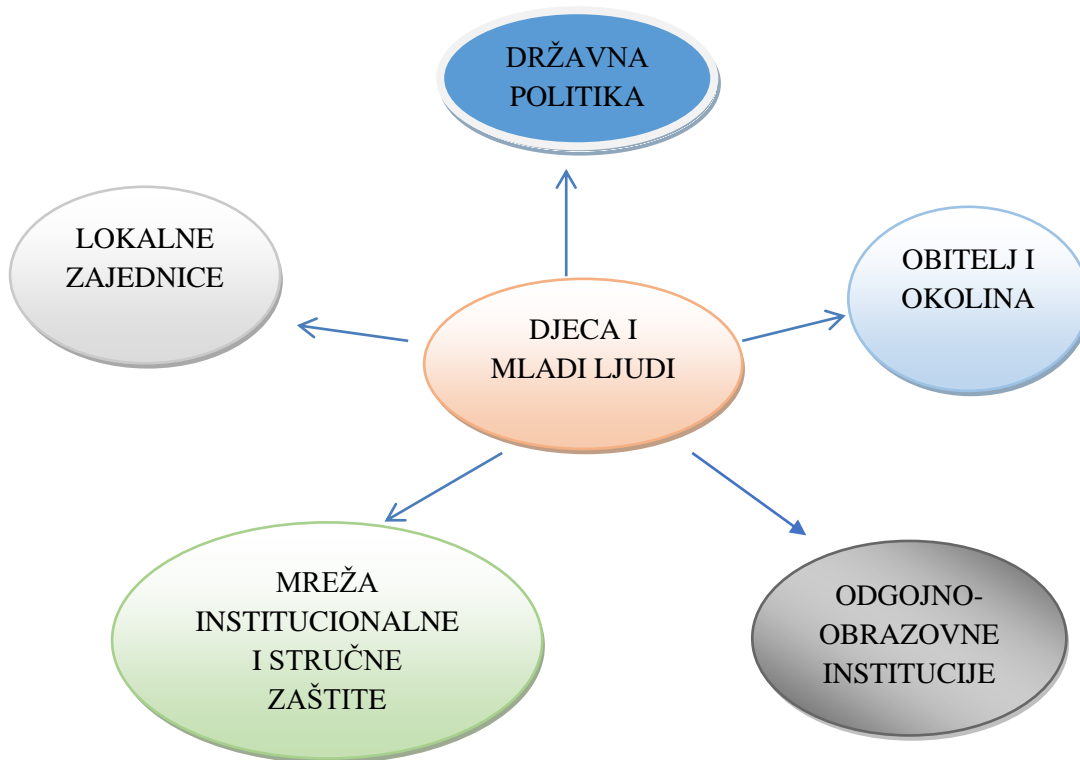 DRŽAVNA
POLITIKA
LOKALNE
ZAJEDNICE
OBITELJ I
OKOLINA
DJECA I
MLADI LJUDI
MREŽA
INSTITUCIONALNE
I STRUČNE
ZAŠTITE
ODGOJNO-
OBRAZOVNE
INSTITUCIJE